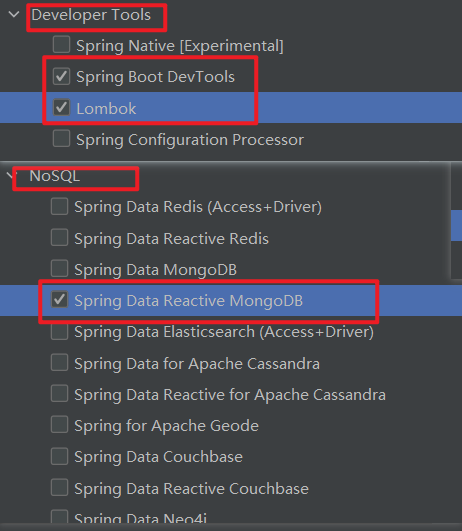 Developer Tools
Spring Native [Experimental]
Spring Boot DevTools
Lombok
Spring Configuration Processor
NoSQL
Spring Data Redis (Access+Driver)
Spring Data Reactive Redis
Spring Data MongoDB
Spring Data Reactive MongoDB
Spring Data Elasticsearch (Access+Driver)
Spring Data for Apache Cassandra
Spring Data Reactive for Apache Cassandra
Spring for Apache Geode
Spring Data Couchbase
Spring Data Reactive Couchbase
Spring Data Neo4j